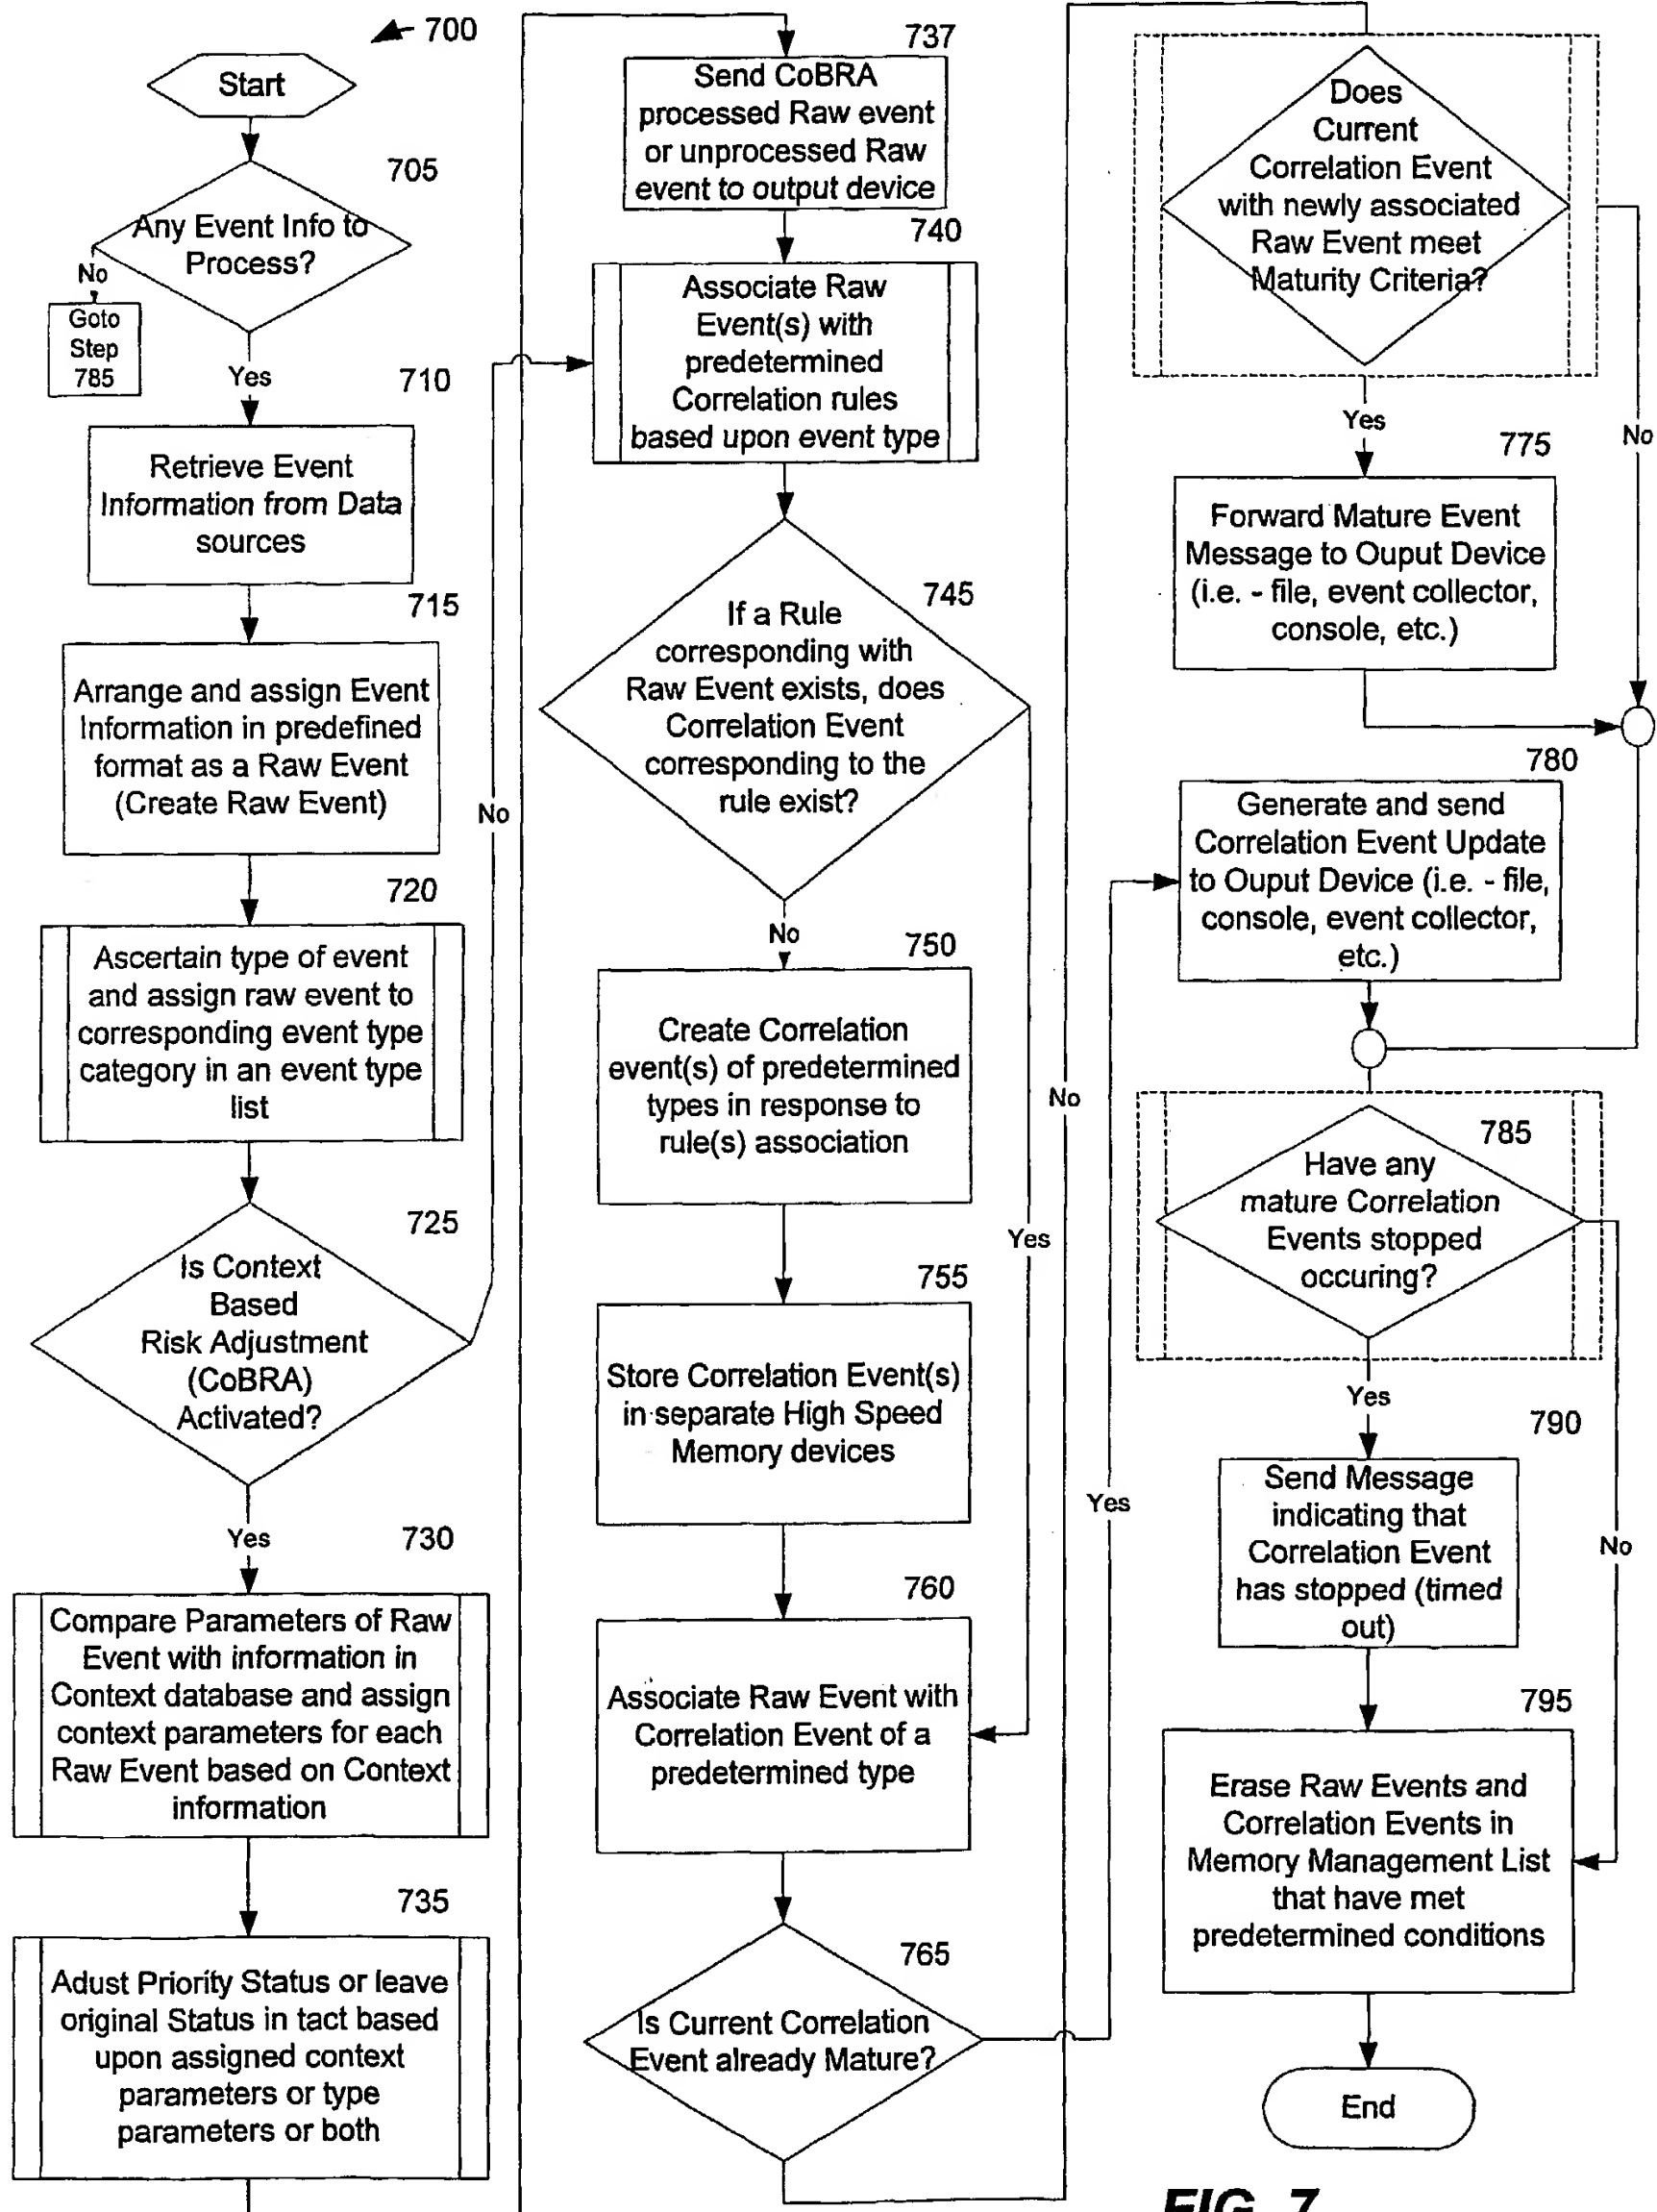 700
Start
705
Any Event Info to
Process?
No
Goto
Step
785
Yes
710
Retrieve Event
Information from Data
sources
715
Arrange and assign Event
Information in predefined
format as a Raw Event
(Create Raw Event)
720
Ascertain type of event
and assign raw event to
corresponding event type
category in an event type
list
725
Is Context
Based
Risk Adjustment
(CoBRA)
Activated?
No
Yes
730
Compare Parameters of Raw
Event with information in
Context database and assign
context parameters for each
Raw Event based on Context
information
735
Adust Priority Status or leave
original Status in tact based
upon assigned context
parameters or type
parameters or both
737
Send CoBRA
processed Raw event
or unprocessed Raw
event to output device
740
Associate Raw
Event(s) with
predetermined
Correlation rules
based upon event type
745
If a Rule
corresponding with
Raw Event exists, does
Correlation Event
corresponding to the
rule exist?
No
Yes
750
Create Correlation
event(s) of predetermined
types in response to
rule(s) association
755
Store Correlation Event(s)
in separate High Speed
Memory devices
760
Associate Raw Event with
Correlation Event of a
predetermined type
765
Is Current Correlation
Event already Mature?
No
Yes
Does
Current
Correlation Event
with newly associated
Raw Event meet
Maturity Criteria?
Yes
No
775
Forward Mature Event
Message to Ouput Device
(i.e. - file, event collector,
console, etc.)
780
Generate and send
Correlation Event Update
to Ouput Device (i.e. - file,
console, event collector,
etc.)
785
Have any
mature Correlation
Events stopped
occuring?
Yes
No
790
Send Message
indicating that
Correlation Event
has stopped (timed
out)
795
Erase Raw Events and
Correlation Events in
Memory Management List
that have met
predetermined conditions
End
FIG. 7